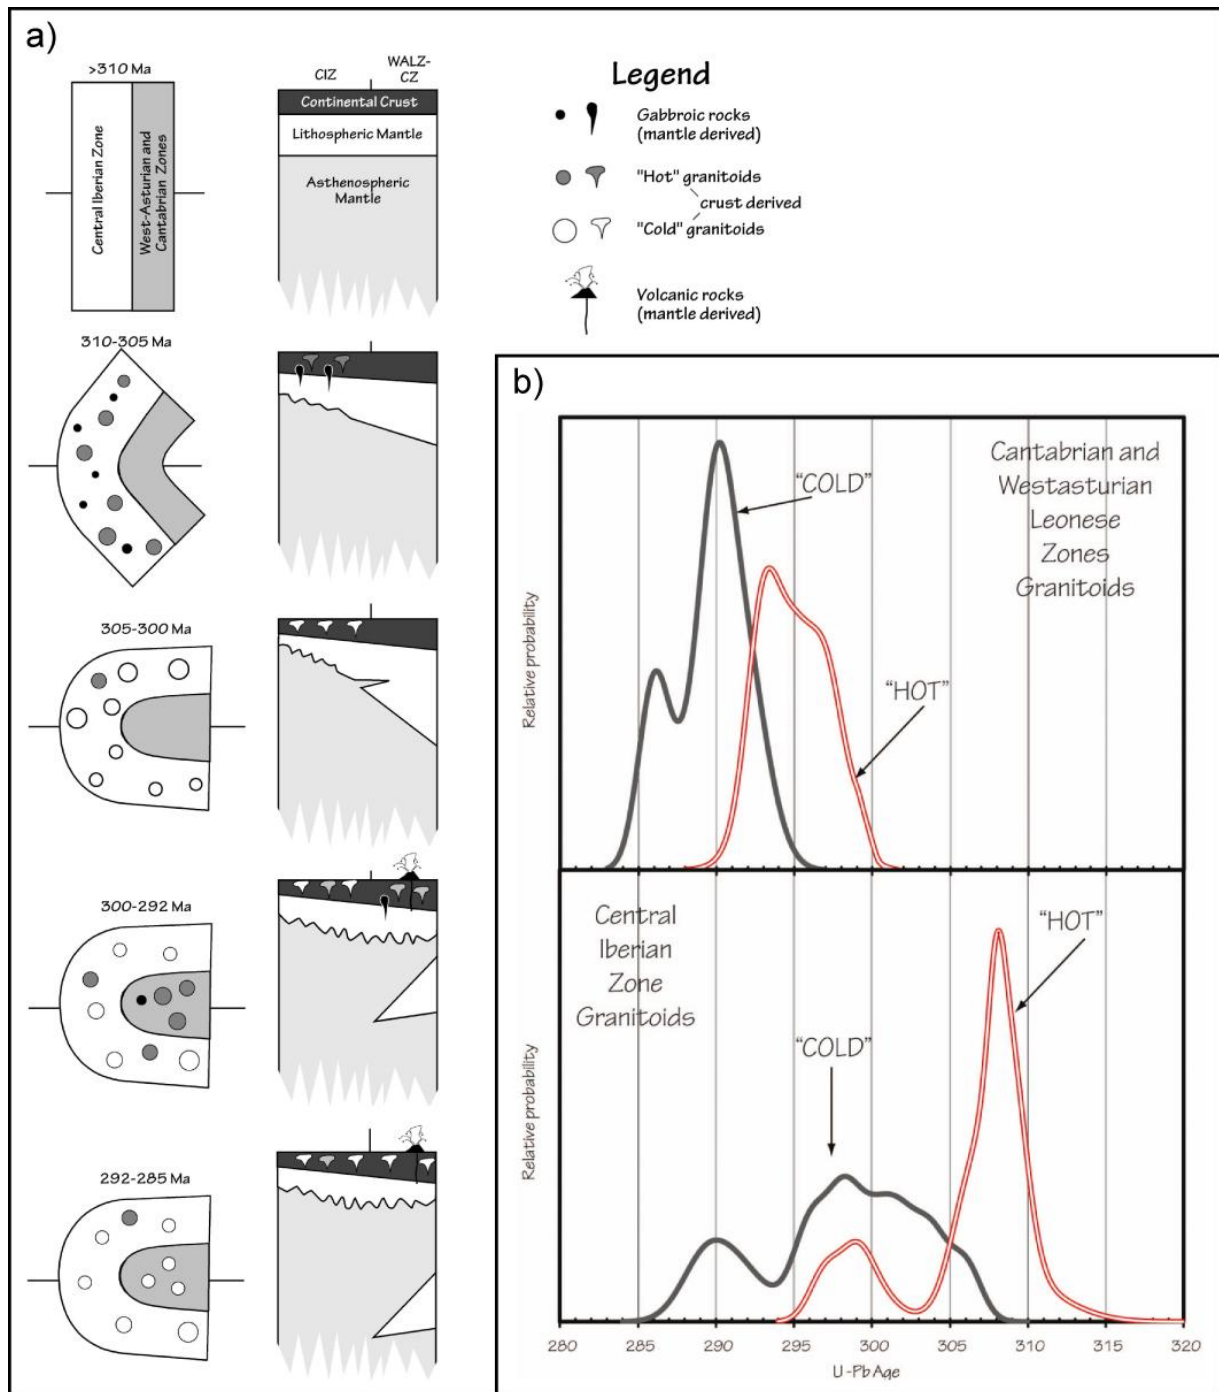 a)
>310 Ma
Central Iberian Zone
West-Asturian and
Cantabrian Zones
CIZ
WALZ-
CZ
Continental Crust
Lithospheric Mantle
Asthenospheric
Mantle
Legend
Gabbroic rocks
(mantle derived)
"Hot" granitoids
crust derived
"Cold" granitoids
Volcanic rocks
(mantle derived)
310-305 Ma
305-300 Ma
300-292 Ma
292-285 Ma
b)
Cantabrian and
Westasturian
Leonese
Zones
Granitoids
"COLD"
"HOT"
Relative probability
Central
Iberian
Zone
Granitoids
"COLD"
"HOT"
Relative probability
280 285 290 295 300 305 310 315 320
U-Pb Age